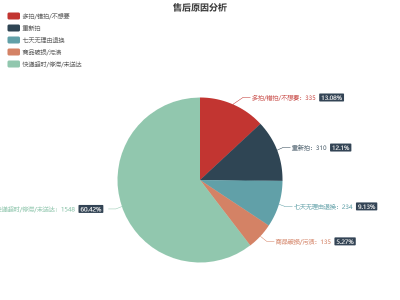 售后原因分析
多拍/错拍/不想要
重新拍
七天无理由退换
商品破损/污渍
快递超时/停滞/未送达
多拍/错拍/不想要: 335 13.08%
重新拍: 310 12.1%
七天无理由退换: 234 9.13%
递超时/停滞/未送达: 1548 60.42%
商品破损/污渍: 135 5.27%